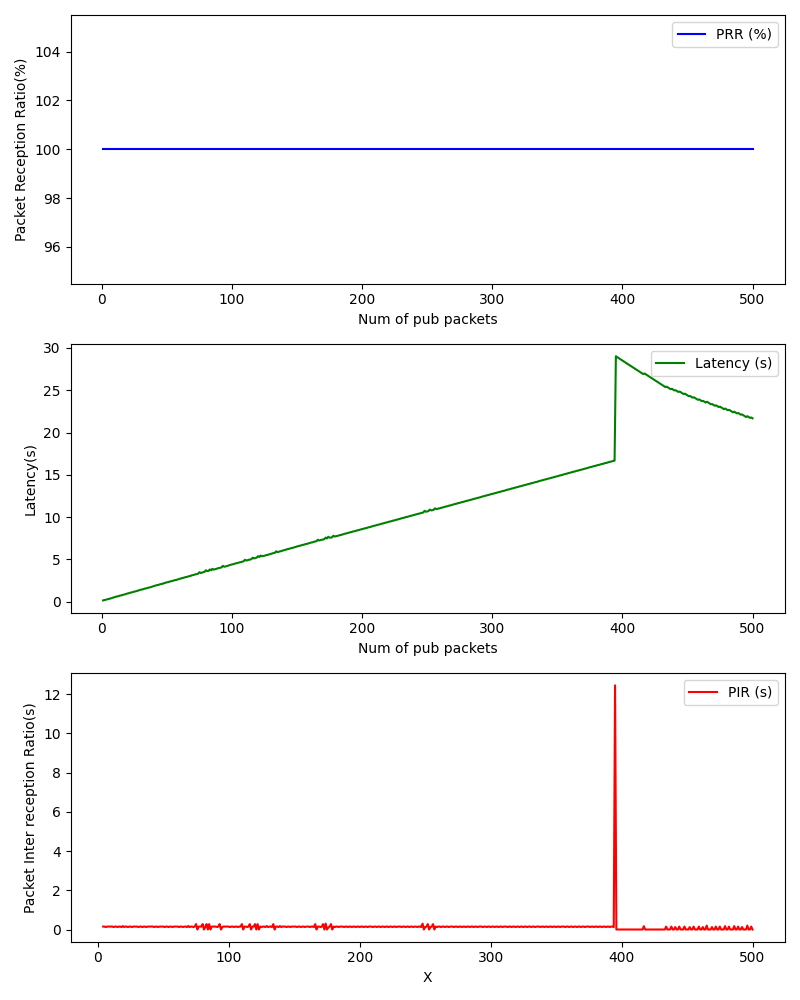 PRR (%)
Packet Reception Ratio(%)
104
102
100
98
96
0 100 200 300 400 500
Num of pub packets
Latency (s)
Latency(s)
30
25
20
15
10
5
0
0 100 200 300 400 500
Num of pub packets
PIR (s)
Packet Inter reception Ratio(s)
12
10
8
6
4
2
0
0 100 200 300 400 500
X